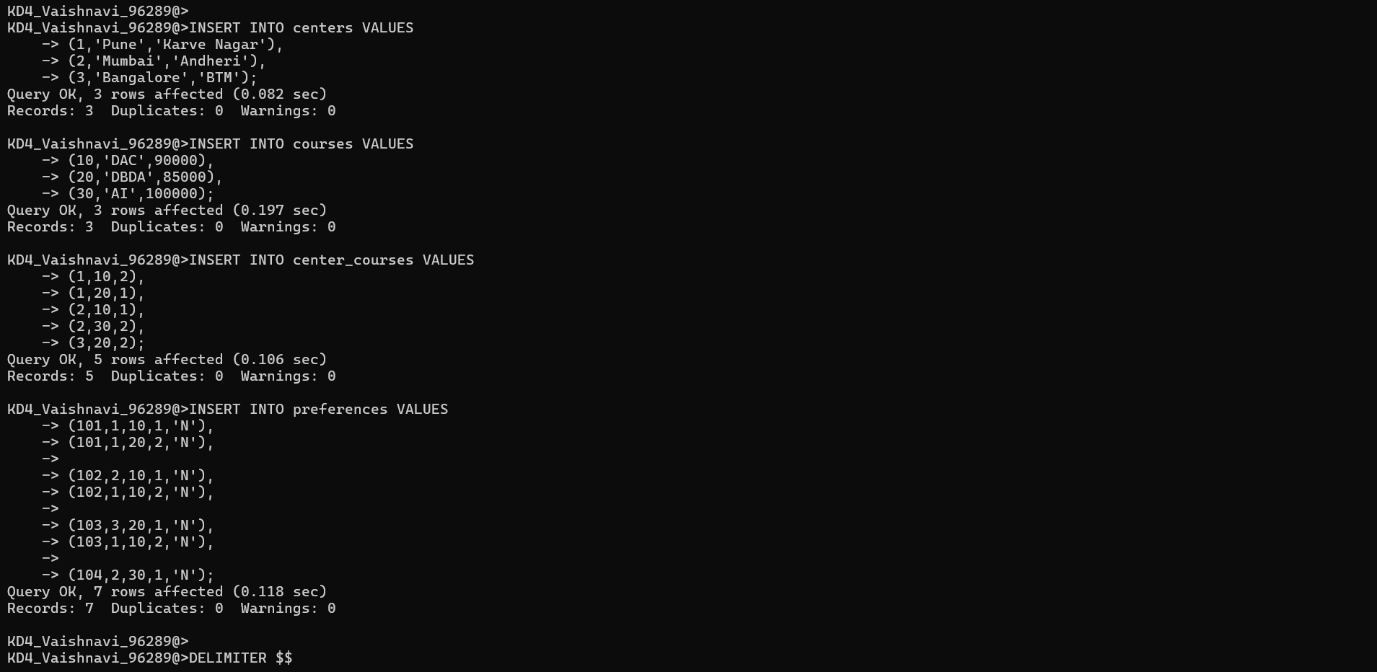 KD4_Vaishnavi_96289@>
KD4_Vaishnavi_96289@>INSERT INTO centers VALUES
    -> (1,'Pune','Karve Nagar'),
    -> (2,'Mumbai','Andheri'),
    -> (3,'Bangalore','BTM');
Query OK, 3 rows affected (0.082 sec)
Records: 3  Duplicates: 0  Warnings: 0

KD4_Vaishnavi_96289@>INSERT INTO courses VALUES
    -> (10,'DAC',90000),
    -> (20,'DBDA',85000),
    -> (30,'AI',100000);
Query OK, 3 rows affected (0.197 sec)
Records: 3  Duplicates: 0  Warnings: 0

KD4_Vaishnavi_96289@>INSERT INTO center_courses VALUES
    -> (1,10,2),
    -> (1,20,1),
    -> (2,10,1),
    -> (2,30,2),
    -> (3,20,2);
Query OK, 5 rows affected (0.106 sec)
Records: 5  Duplicates: 0  Warnings: 0

KD4_Vaishnavi_96289@>INSERT INTO preferences VALUES
    -> (101,1,10,1,'N'),
    -> (101,1,20,2,'N'),
    ->
    -> (102,2,10,1,'N'),
    -> (102,1,10,2,'N'),
    ->
    -> (103,3,20,1,'N'),
    -> (103,1,10,2,'N'),
    ->
    -> (104,2,30,1,'N');
Query OK, 7 rows affected (0.118 sec)
Records: 7  Duplicates: 0  Warnings: 0

KD4_Vaishnavi_96289@>
KD4_Vaishnavi_96289@>DELIMITER $$